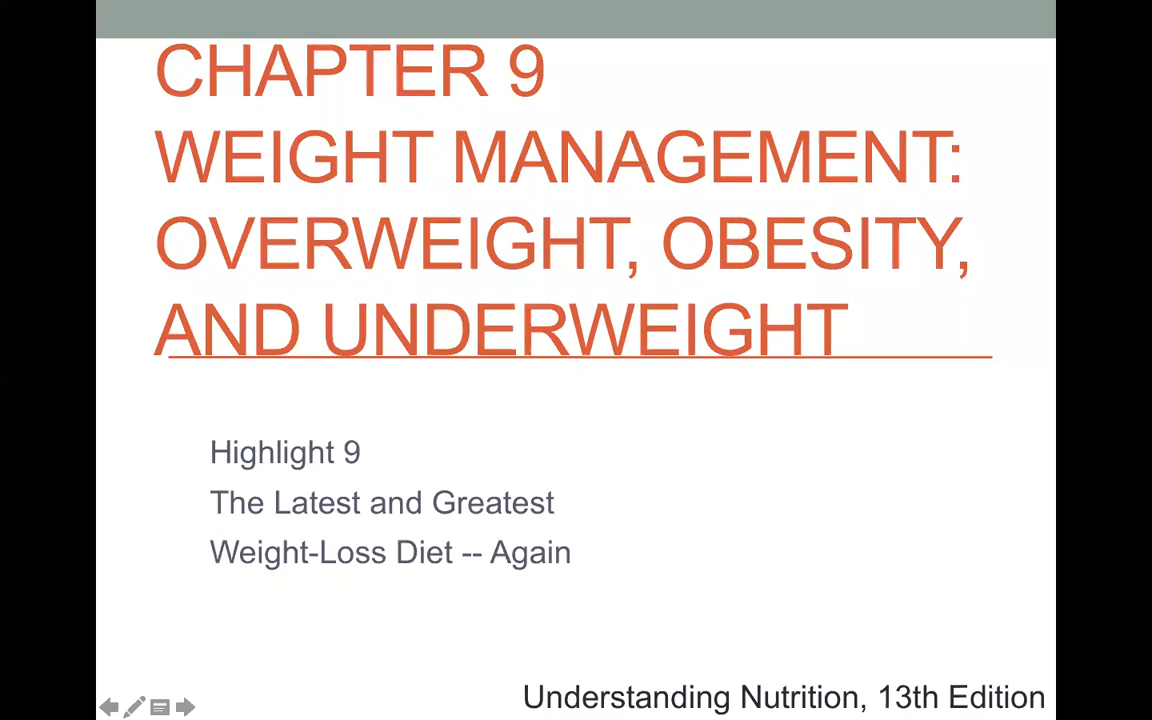 CHAPTER 9
WEIGHT MANAGEMENT:
OVERWEIGHT, OBESITY,
AND UNDERWEIGHT
Highlight 9
The Latest and Greatest
Weight-Loss Diet -- Again
Understanding Nutrition, 13th Edition